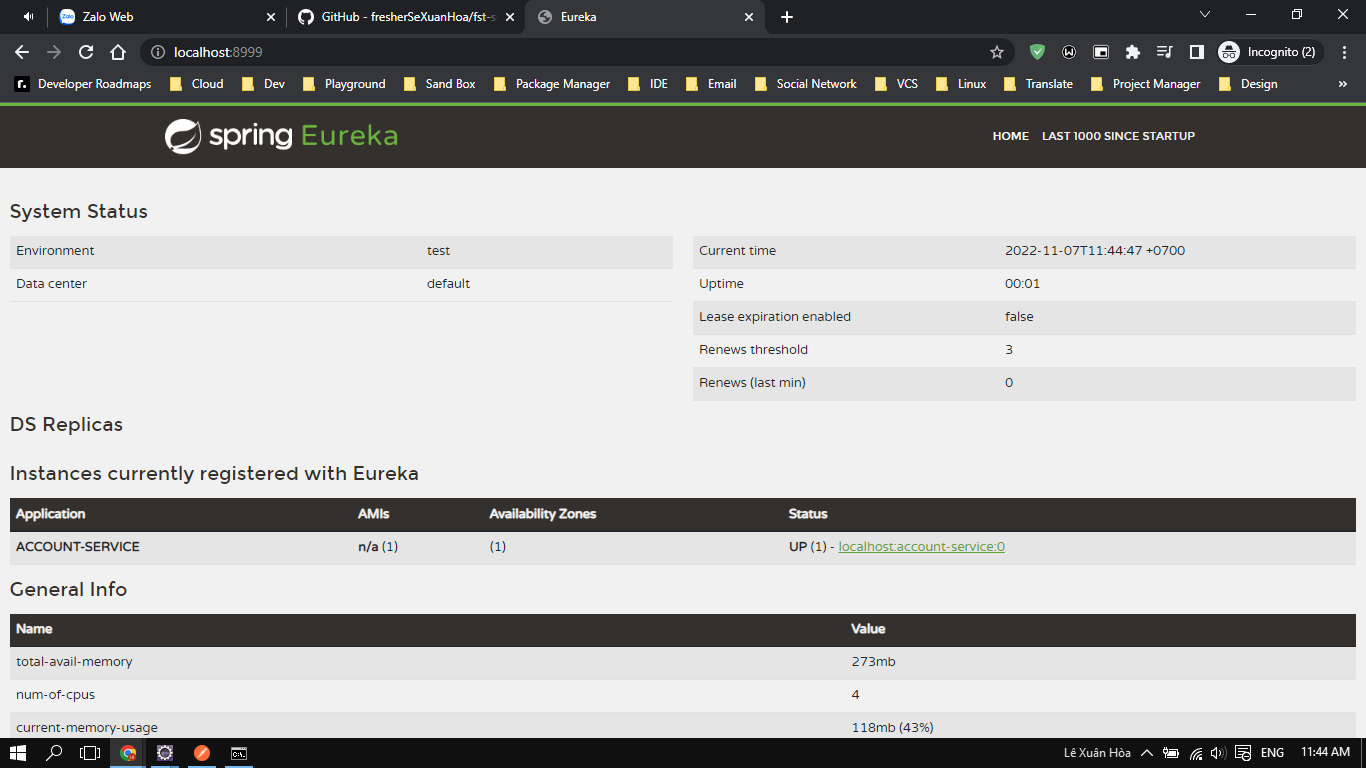 Zalo Web
GitHub - fresherSeXuanHoa/fst-s
Eureka
localhost:8999
Incognito (2)
Developer Roadmaps Cloud Dev Playground Sand Box Package Manager IDE Email Social Network VCS Linux Translate Project Manager Design »
spring Eureka
HOME LAST 1000 SINCE STARTUP
System Status
Environment test
Data center default
Current time 2022-11-07T11:44:47 +0700
Uptime 00:01
Lease expiration enabled false
Renews threshold 3
Renews (last min) 0
DS Replicas
Instances currently registered with Eureka
Application AMIs Availability Zones Status
ACCOUNT-SERVICE n/a (1) (1) UP (1) - localhost:account-service:0
General Info
Name Value
total-avail-memory 273mb
num-of-cpus 4
current-memory-usage 118mb (43%)
Lê Xuân Hòa ENG 11:44 AM